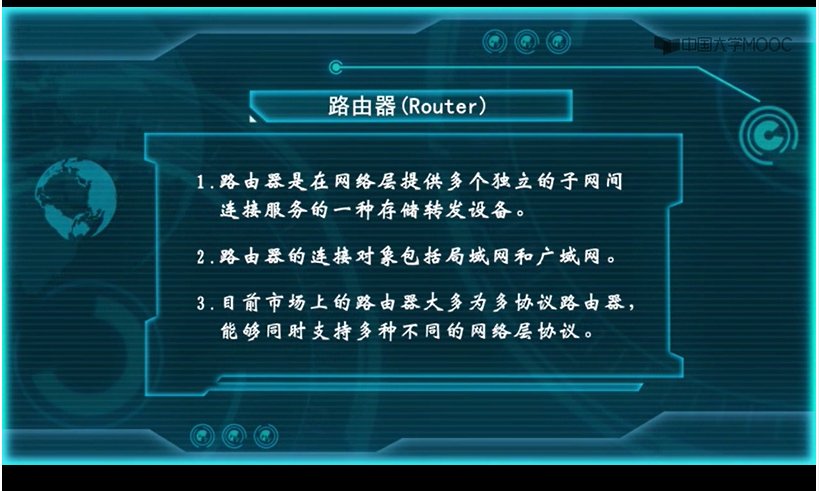 中国大学MOOC
路由器(Router)
1.路由器是在网络层提供多个独立的子网间
连接服务的一种存储转发设备。
2.路由器的连接对象包括局域网和广域网。
3.目前市场上的路由器大多为多协议路由器，
能够同时支持多种不同的网络层协议。